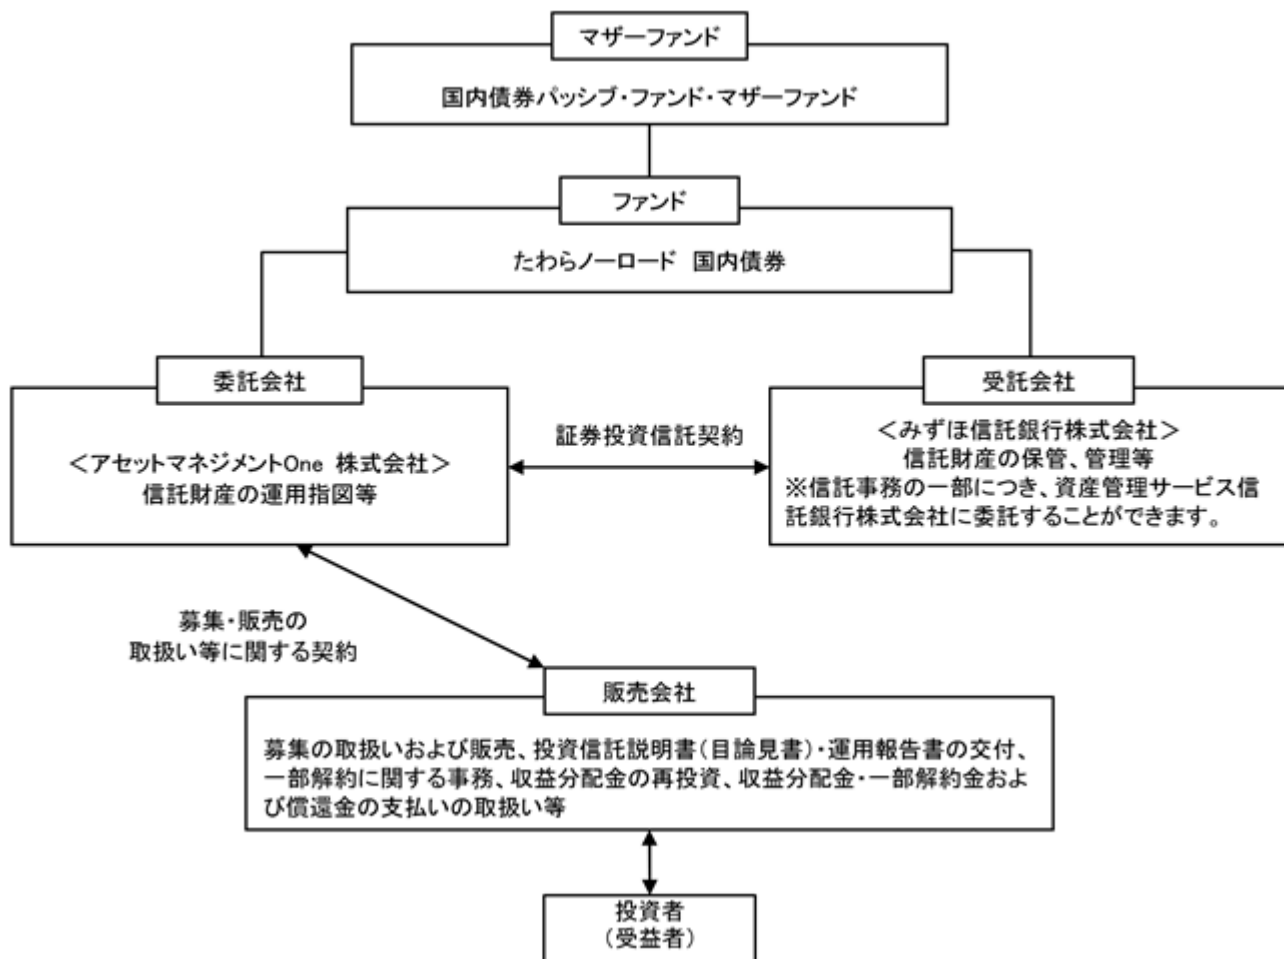 マザーファンド
国内債券パッシブ・ファンド・マザーファンド
ファンド
たわらノーロード 国内債券
委託会社
＜アセットマネジメントOne 株式会社＞
信託財産の運用指図等
証券投資信託契約
受託会社
＜みずほ信託銀行株式会社＞
信託財産の保管、管理等
※信託事務の一部につき、資産管理サービス信
託銀行株式会社に委託することができます。
募集・販売の
取扱い等に関する契約
販売会社
募集の取扱いおよび販売、投資信託説明書（目論見書）・運用報告書の交付、
一部解約に関する事務、収益分配金の再投資、収益分配金・一部解約金およ
び償還金の支払いの取扱い等
投資者
（受益者）